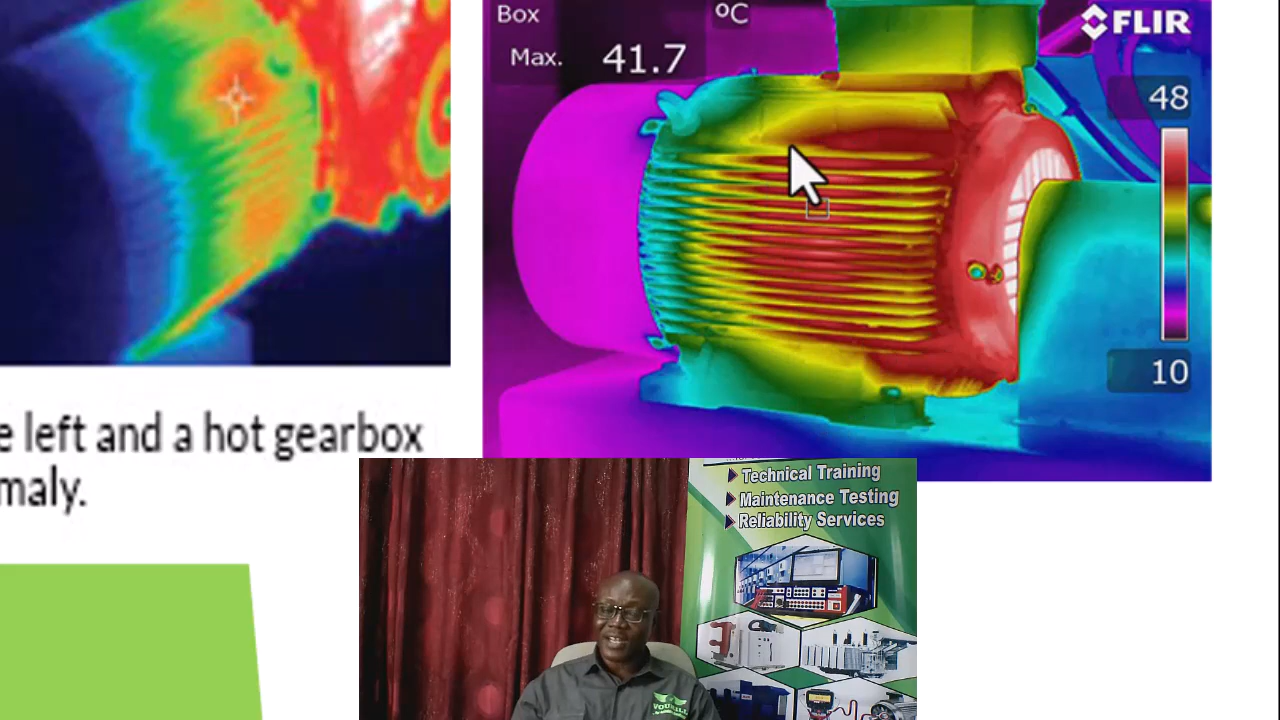 Box
°C
Max. 41.7
FLIR
48
10
e left and a hot gearbox
maly.
Technical Training
Maintenance Testing
Reliability Services